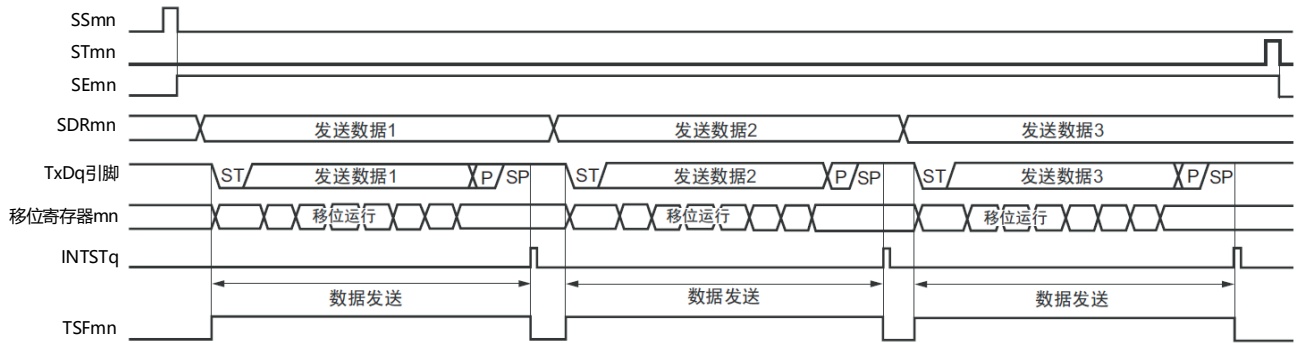 SSmn
STmn
SEmn
SDRmn 发送数据1 发送数据2 发送数据3
TxDq引脚 ST 发送数据1 P SP ST 发送数据2 P SP ST 发送数据3 P SP
移位寄存器mn 移位运行 移位运行 移位运行
INTSTq
数据发送 数据发送 数据发送
TSFmn